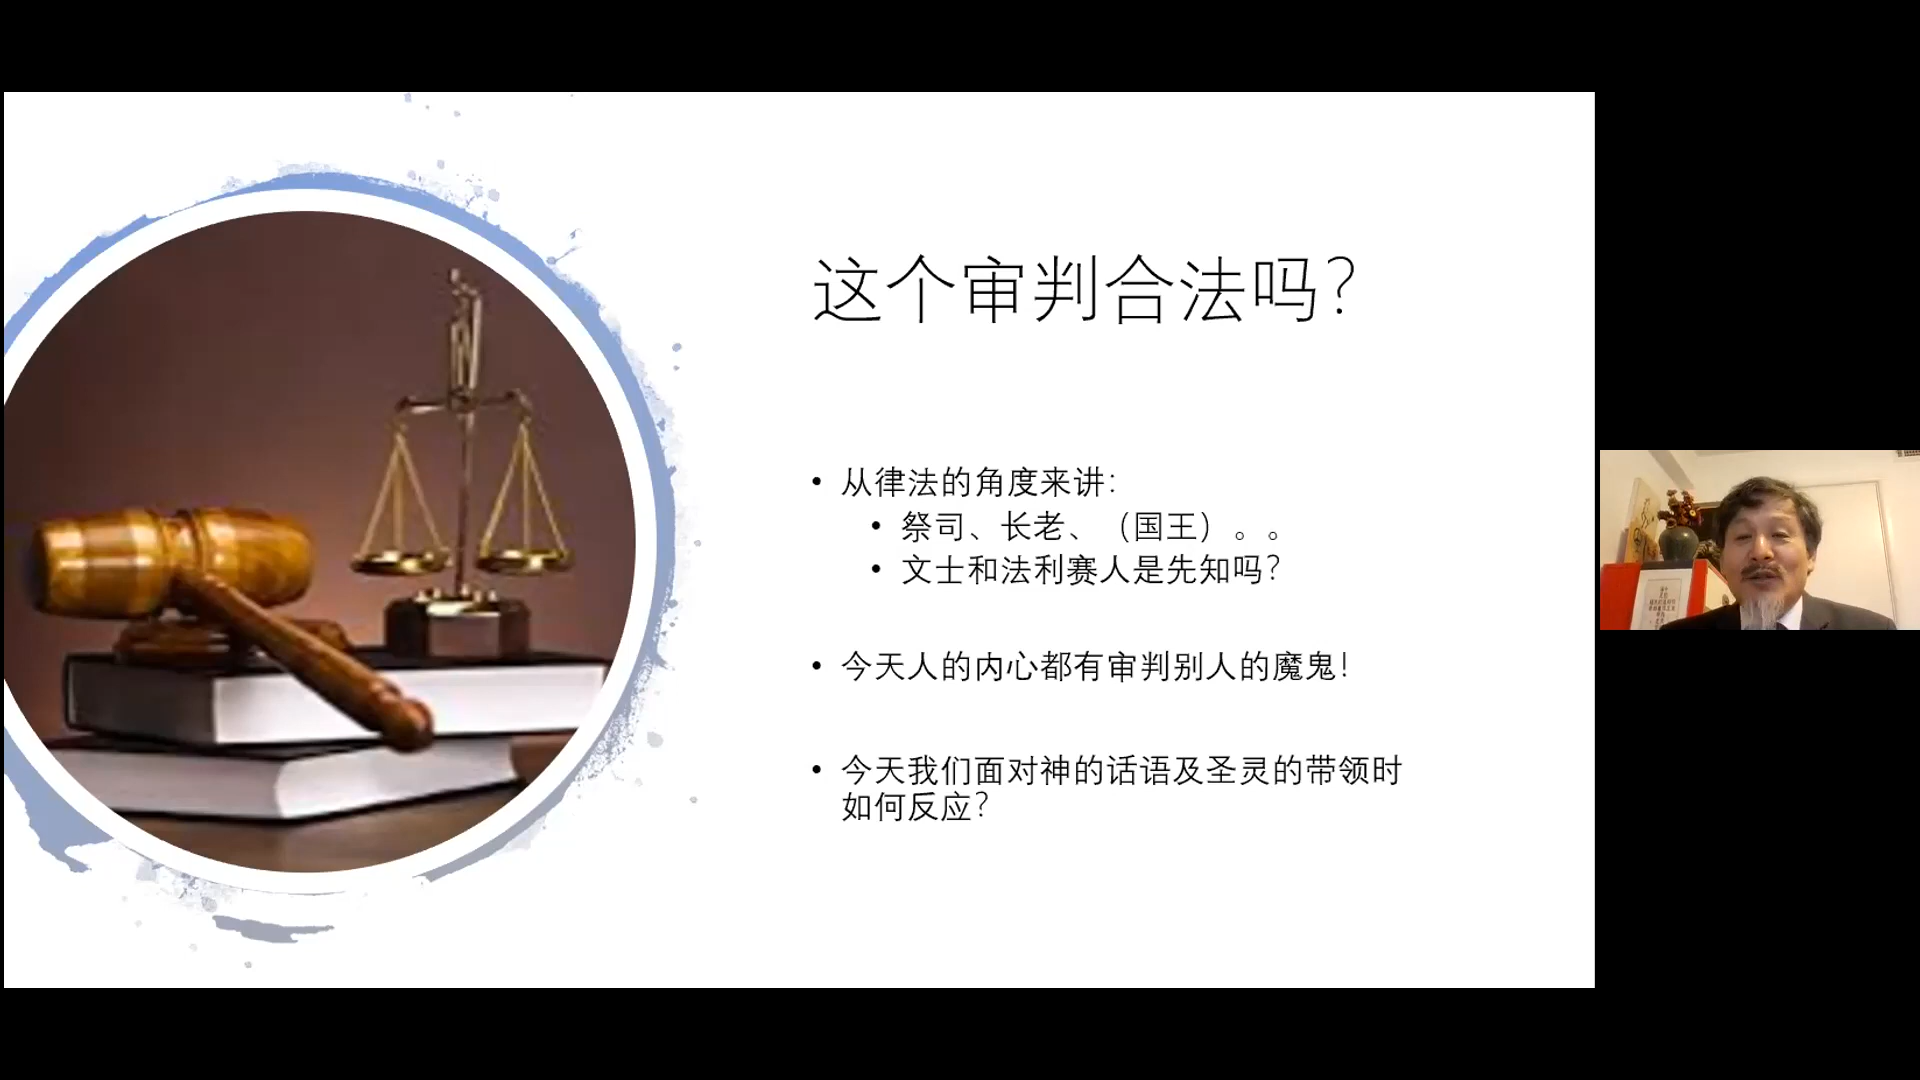 这个审判合法吗？
• 从律法的角度来讲：
• 祭司、长老、（国王）。。
• 文士和法利赛人是先知吗？
• 今天人的内心都有审判别人的魔鬼！
• 今天我们面对神的话语及圣灵的带领时
如何反应？